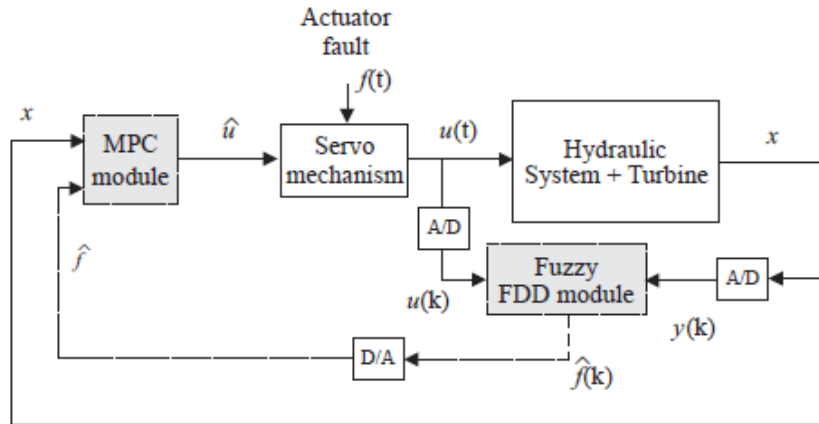 Actuator
fault
f(t)
x
MPC
module
û
Servo
mechanism
u(t)
Hydraulic
System + Turbine
x
A/D
f̂
u(k)
Fuzzy
FDD module
A/D
y(k)
D/A
f̂(k)